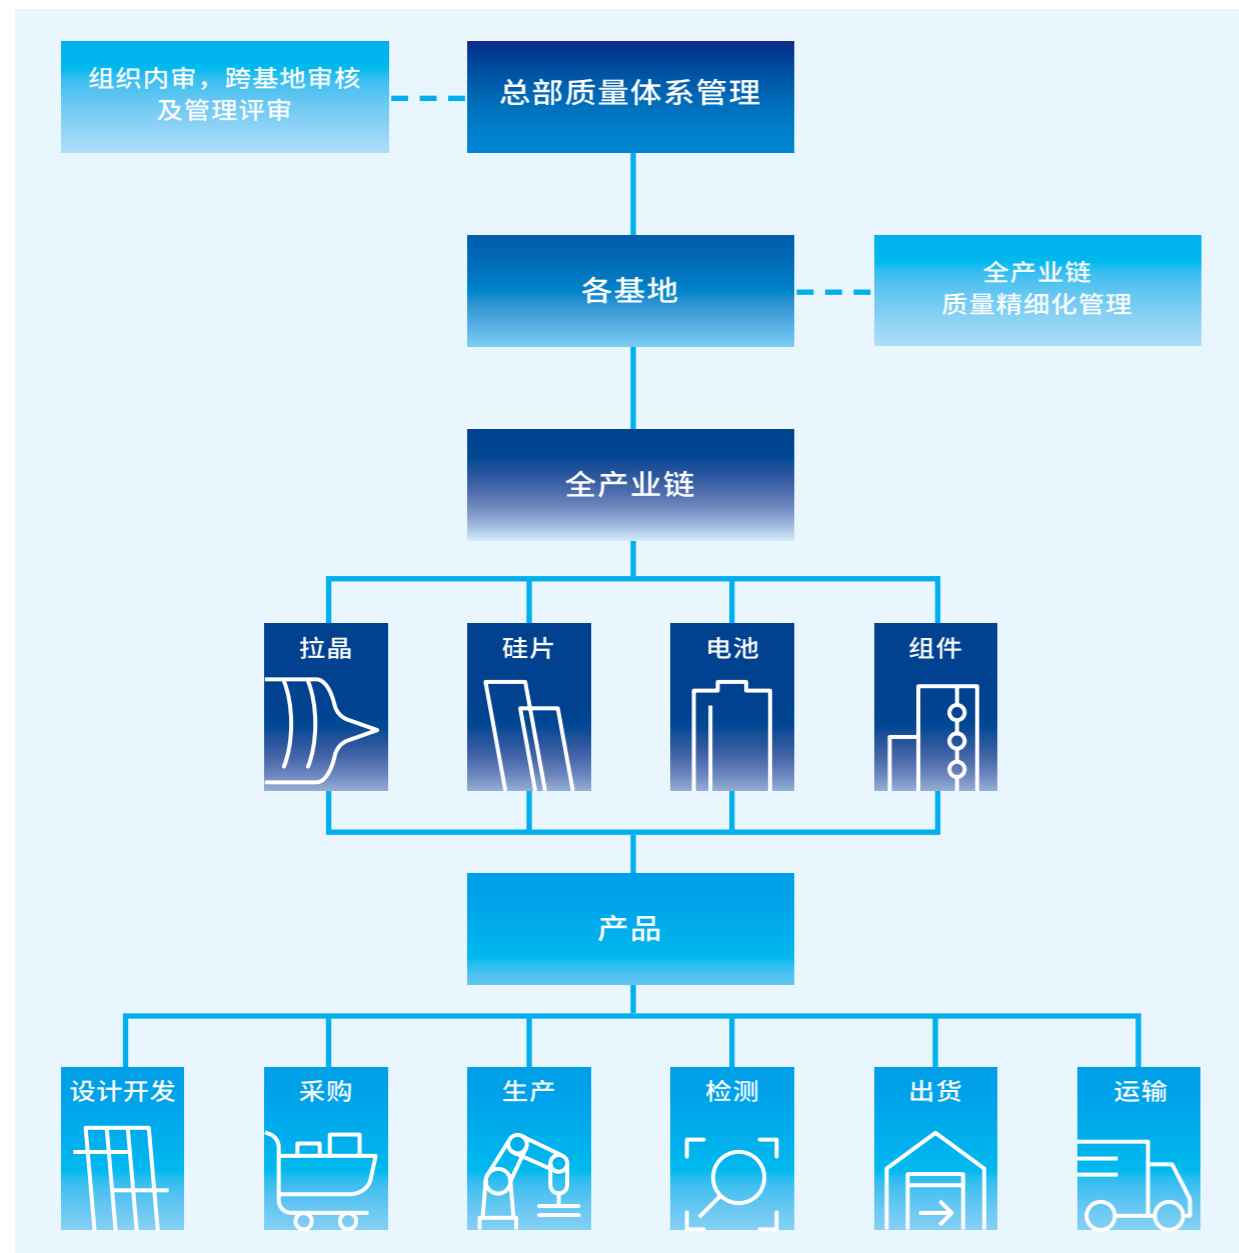 组织内审，跨基地审核
及管理评审
总部质量体系管理
各基地
全产业链
质量精细化管理
全产业链
拉晶
硅片
电池
组件
产品
设计开发
采购
生产
检测
出货
运输